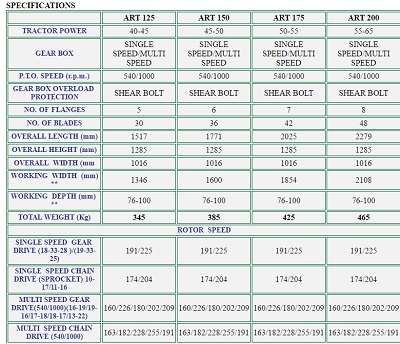 SPECIFICATIONS
ART 125 ART 150 ART 175 ART 200
TRACTOR POWER 40-45 45-50 50-55 55-65
GEAR BOX SINGLE SPEED/MULTI SPEED SINGLE SPEED/MULTI SPEED SINGLE SPEED/MULTI SPEED SINGLE SPEED/MULTI SPEED
P.T.O. SPEED (r.p.m.) 540/1000 540/1000 540/1000 540/1000
GEAR BOX OVERLOAD PROTECTION SHEAR BOLT SHEAR BOLT SHEAR BOLT SHEAR BOLT
NO. OF FLANGES 5 6 7 8
NO. OF BLADES 30 36 42 48
OVERALL LENGTH (mm) 1517 1771 2025 2279
OVERALL HEIGHT (mm) 1285 1285 1285 1285
OVERALL WIDTH (mm 1016 1016 1016 1016
WORKING WIDTH (mm) ** 1346 1600 1854 2108
WORKING DEPTH (mm) ** 76-100 76-100 76-100 76-100
TOTAL WEIGHT (Kg) 345 385 425 465
ROTOR SPEED
SINGLE SPEED GEAR DRIVE (18-33-28 )/(19-33-25) 191/225 191/225 191/225 191/225
SINGLE SPEED CHAIN DRIVE (SPROCKET) 10-17/11-16 174/204 174/204 174/204 174/204
MULTI SPEED GEAR DRIVE(540/1000)(16-19/19-16/17-18/18-17/13-22) 160/226/180/202/209 160/226/180/202/209 160/226/180/202/209 160/226/180/202/209
MULTI SPEED CHAIN DRIVE (540/1000) 163/182/228/255/191 163/182/228/255/191 163/182/228/255/191 163/182/228/255/191